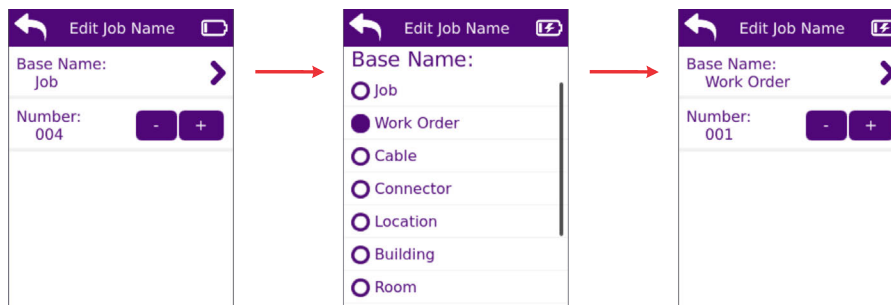 Edit Job Name
Base Name:
Job
Number:
004
-
+
Edit Job Name
Base Name:
Job
Work Order
Cable
Connector
Location
Building
Room
Edit Job Name
Base Name:
Work Order
Number:
001
-
+